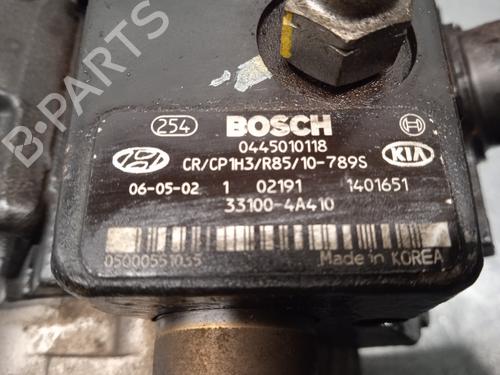 254 BOSCH
0445010118
CR/CP1H3/R85/10-789S KIA
06-05-02 1 02191 1401651
33100-4A410
05000551035 Made in KOREA
B-PARTS